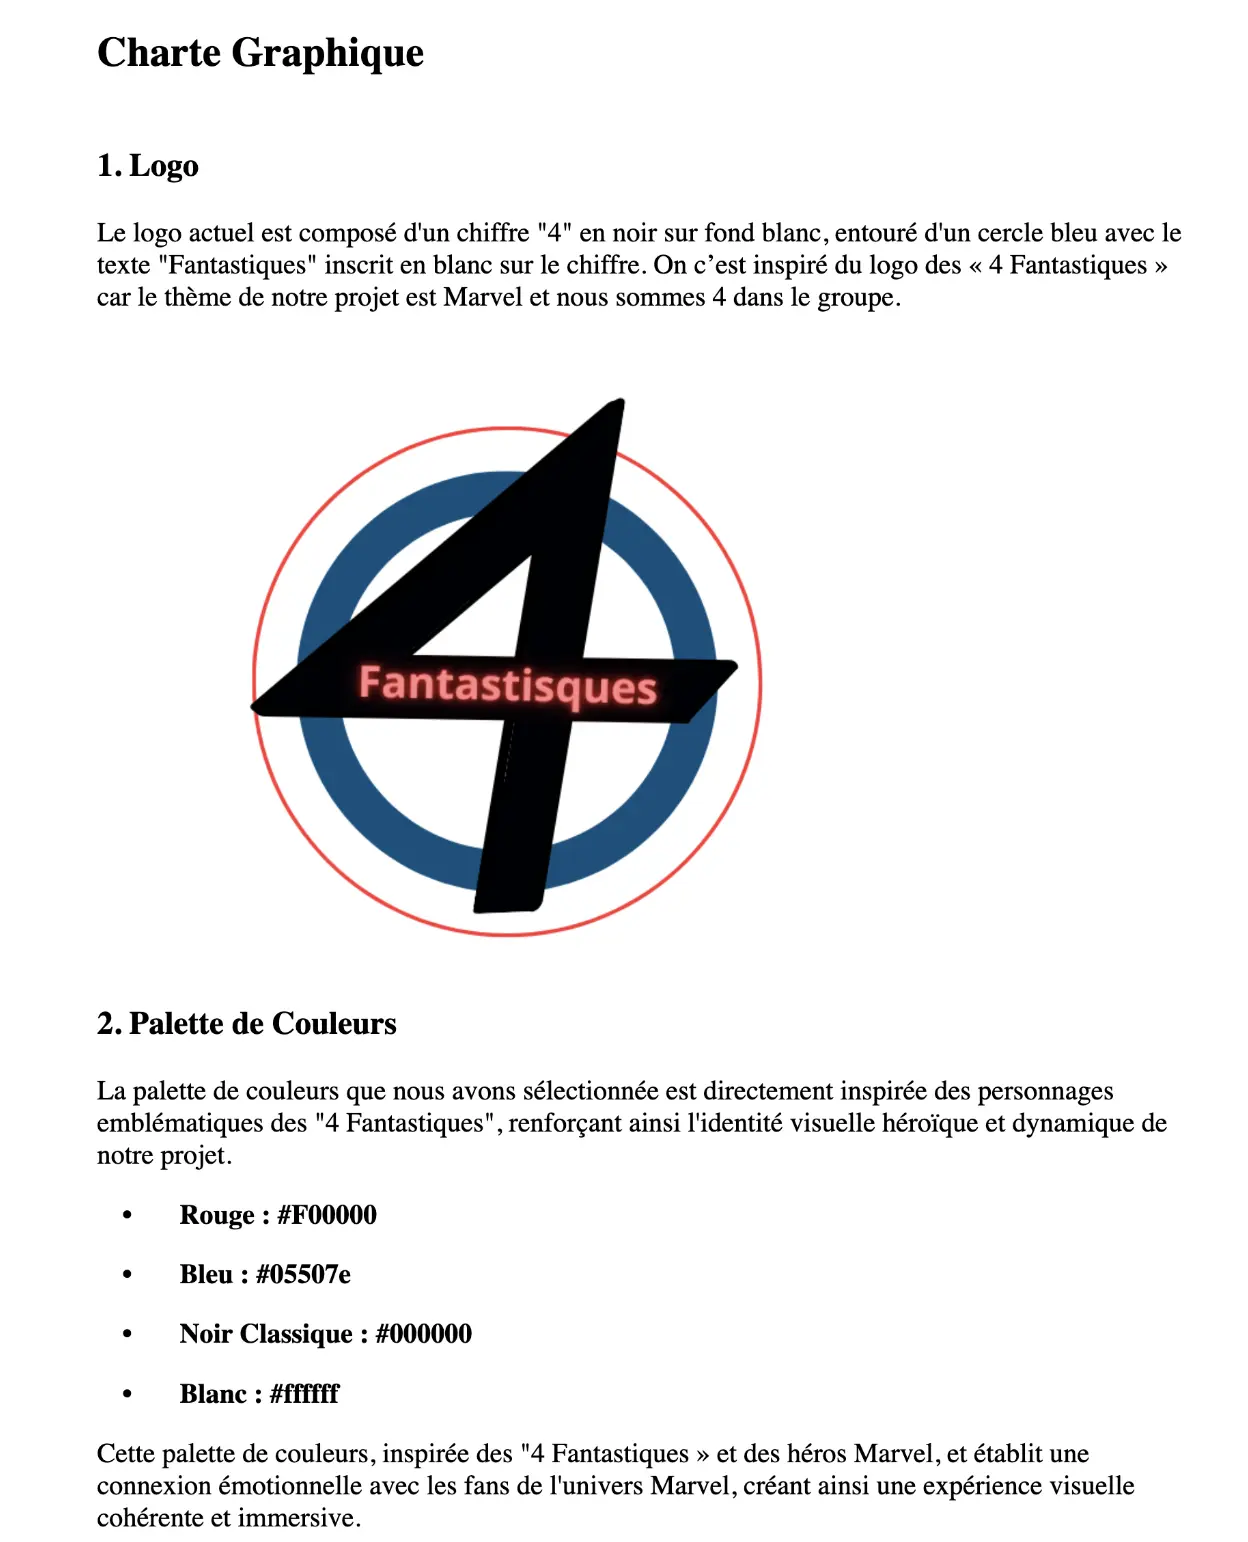 Charte Graphique
1. Logo
Le logo actuel est composé d'un chiffre "4" en noir sur fond blanc, entouré d'un cercle bleu avec le
texte "Fantastiques" inscrit en blanc sur le chiffre. On c’est inspiré du logo des « 4 Fantastiques »
car le thème de notre projet est Marvel et nous sommes 4 dans le groupe.
4
Fantastisques
2. Palette de Couleurs
La palette de couleurs que nous avons sélectionnée est directement inspirée des personnages
emblématiques des "4 Fantastiques", renforçant ainsi l'identité visuelle héroïque et dynamique de
notre projet.
• Rouge : #F00000
• Bleu : #05507e
• Noir Classique : #000000
• Blanc : #ffffff
Cette palette de couleurs, inspirée des "4 Fantastiques » et des héros Marvel, et établit une
connexion émotionnelle avec les fans de l'univers Marvel, créant ainsi une expérience visuelle
cohérente et immersive.